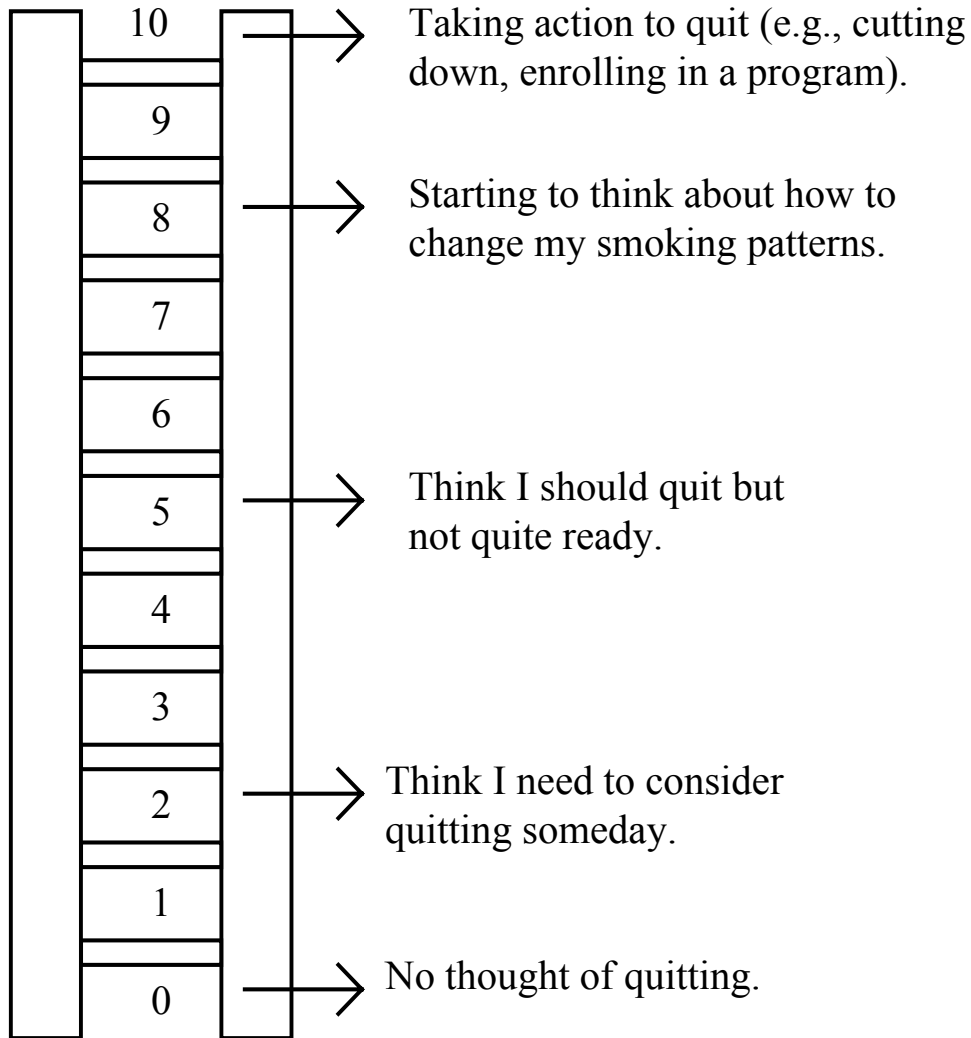 10
Taking action to quit (e.g., cutting
down, enrolling in a program).
9
8
Starting to think about how to
change my smoking patterns.
7
6
5
Think I should quit but
not quite ready.
4
3
2
Think I need to consider
quitting someday.
1
0
No thought of quitting.